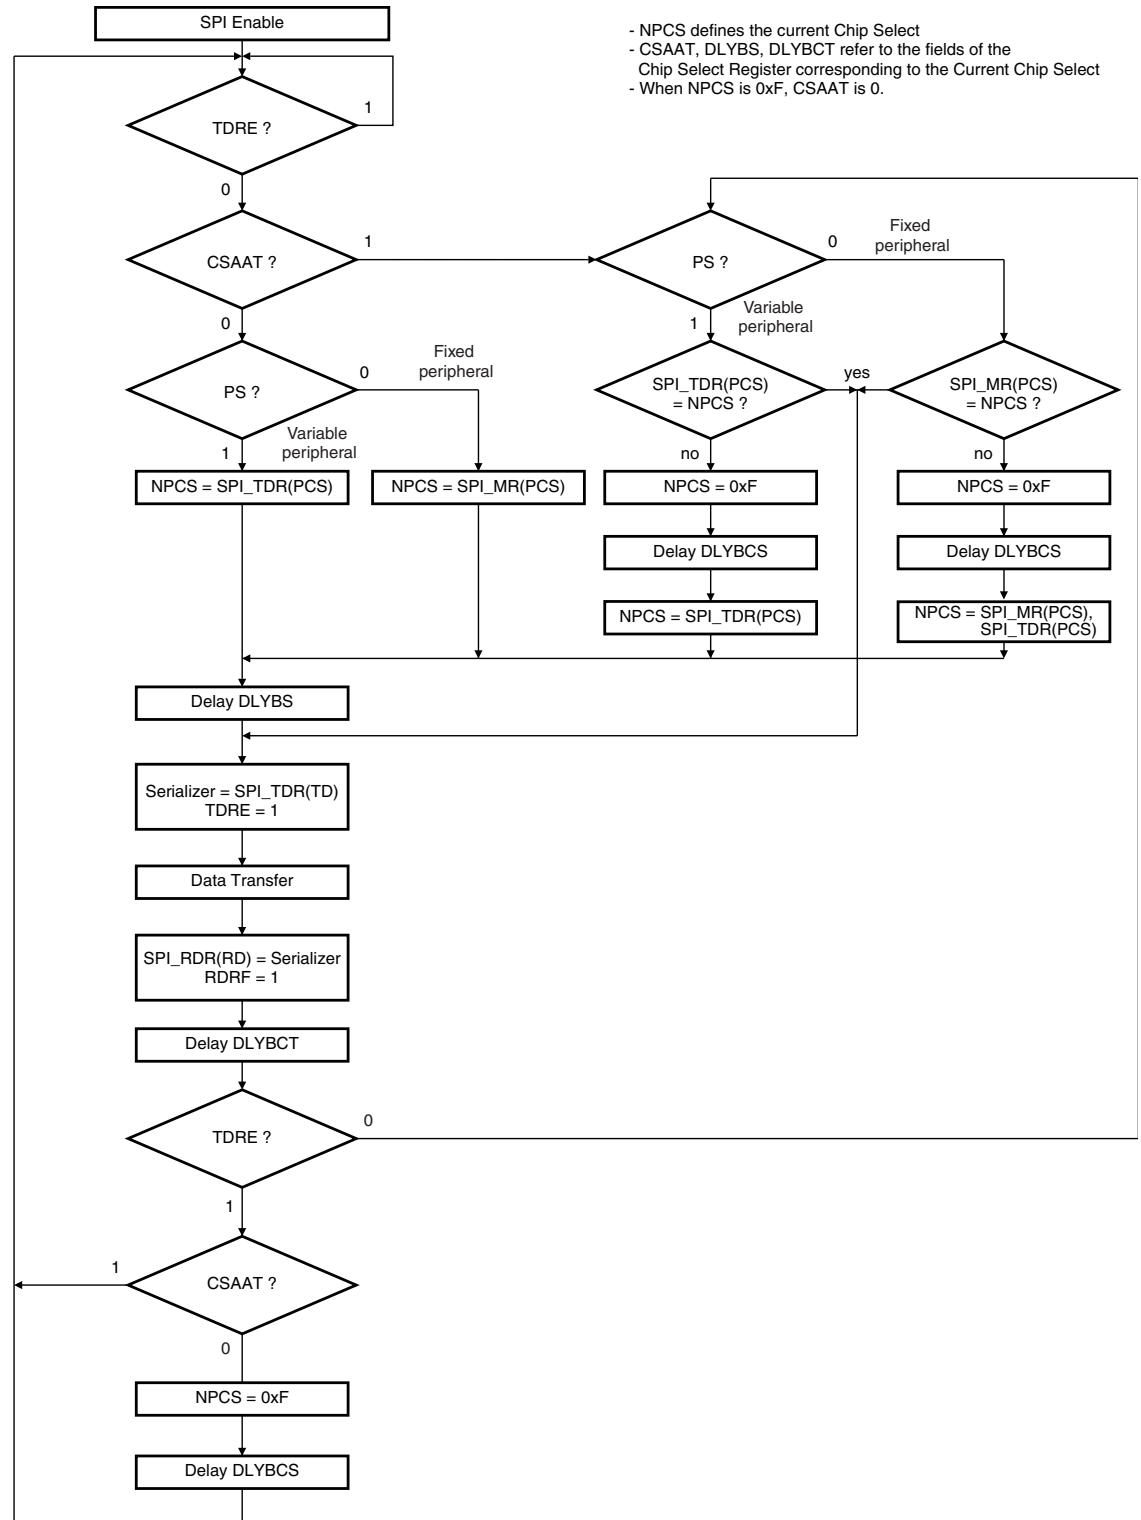 SPI Enable
- NPCS defines the current Chip Select
- CSAAT, DLYBS, DLYBCT refer to the fields of the
Chip Select Register corresponding to the Current Chip Select
- When NPCS is 0xF, CSAAT is 0.
TDRE ?
1
0
CSAAT ?
1
0
PS ?
0
Fixed
peripheral
1
Variable
peripheral
PS ?
0
Fixed
peripheral
1
Variable
peripheral
SPI_TDR(PCS)
= NPCS ?
yes
SPI_MR(PCS)
= NPCS ?
no
no
NPCS = SPI_TDR(PCS)
NPCS = SPI_MR(PCS)
NPCS = 0xF
NPCS = 0xF
Delay DLYBCS
Delay DLYBCS
NPCS = SPI_TDR(PCS)
NPCS = SPI_MR(PCS),
SPI_TDR(PCS)
Delay DLYBS
Serializer = SPI_TDR(TD)
TDRE = 1
Data Transfer
SPI_RDR(RD) = Serializer
RDRF = 1
Delay DLYBCT
TDRE ?
0
1
CSAAT ?
1
0
NPCS = 0xF
Delay DLYBCS